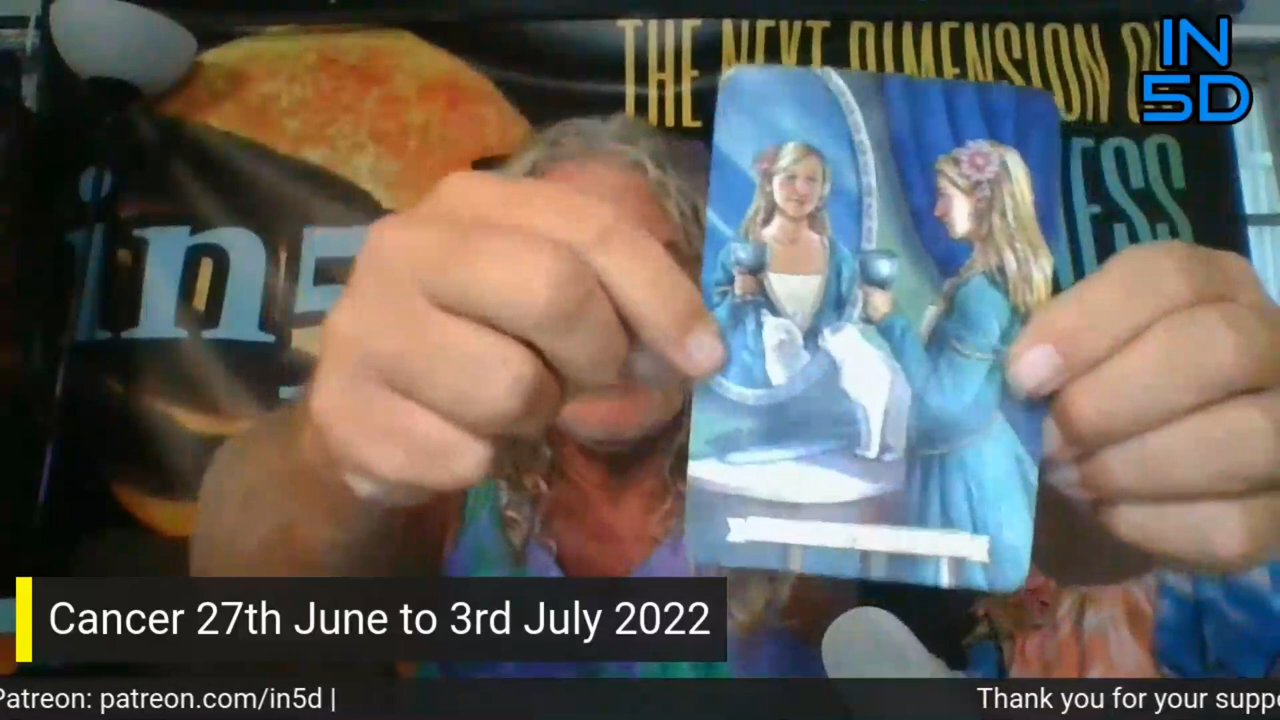 THE NEXT DIMENSION O
IN
5D
ESS
in5
Cancer 27th June to 3rd July 2022
Patreon: patreon.com/in5d |
Thank you for your suppo